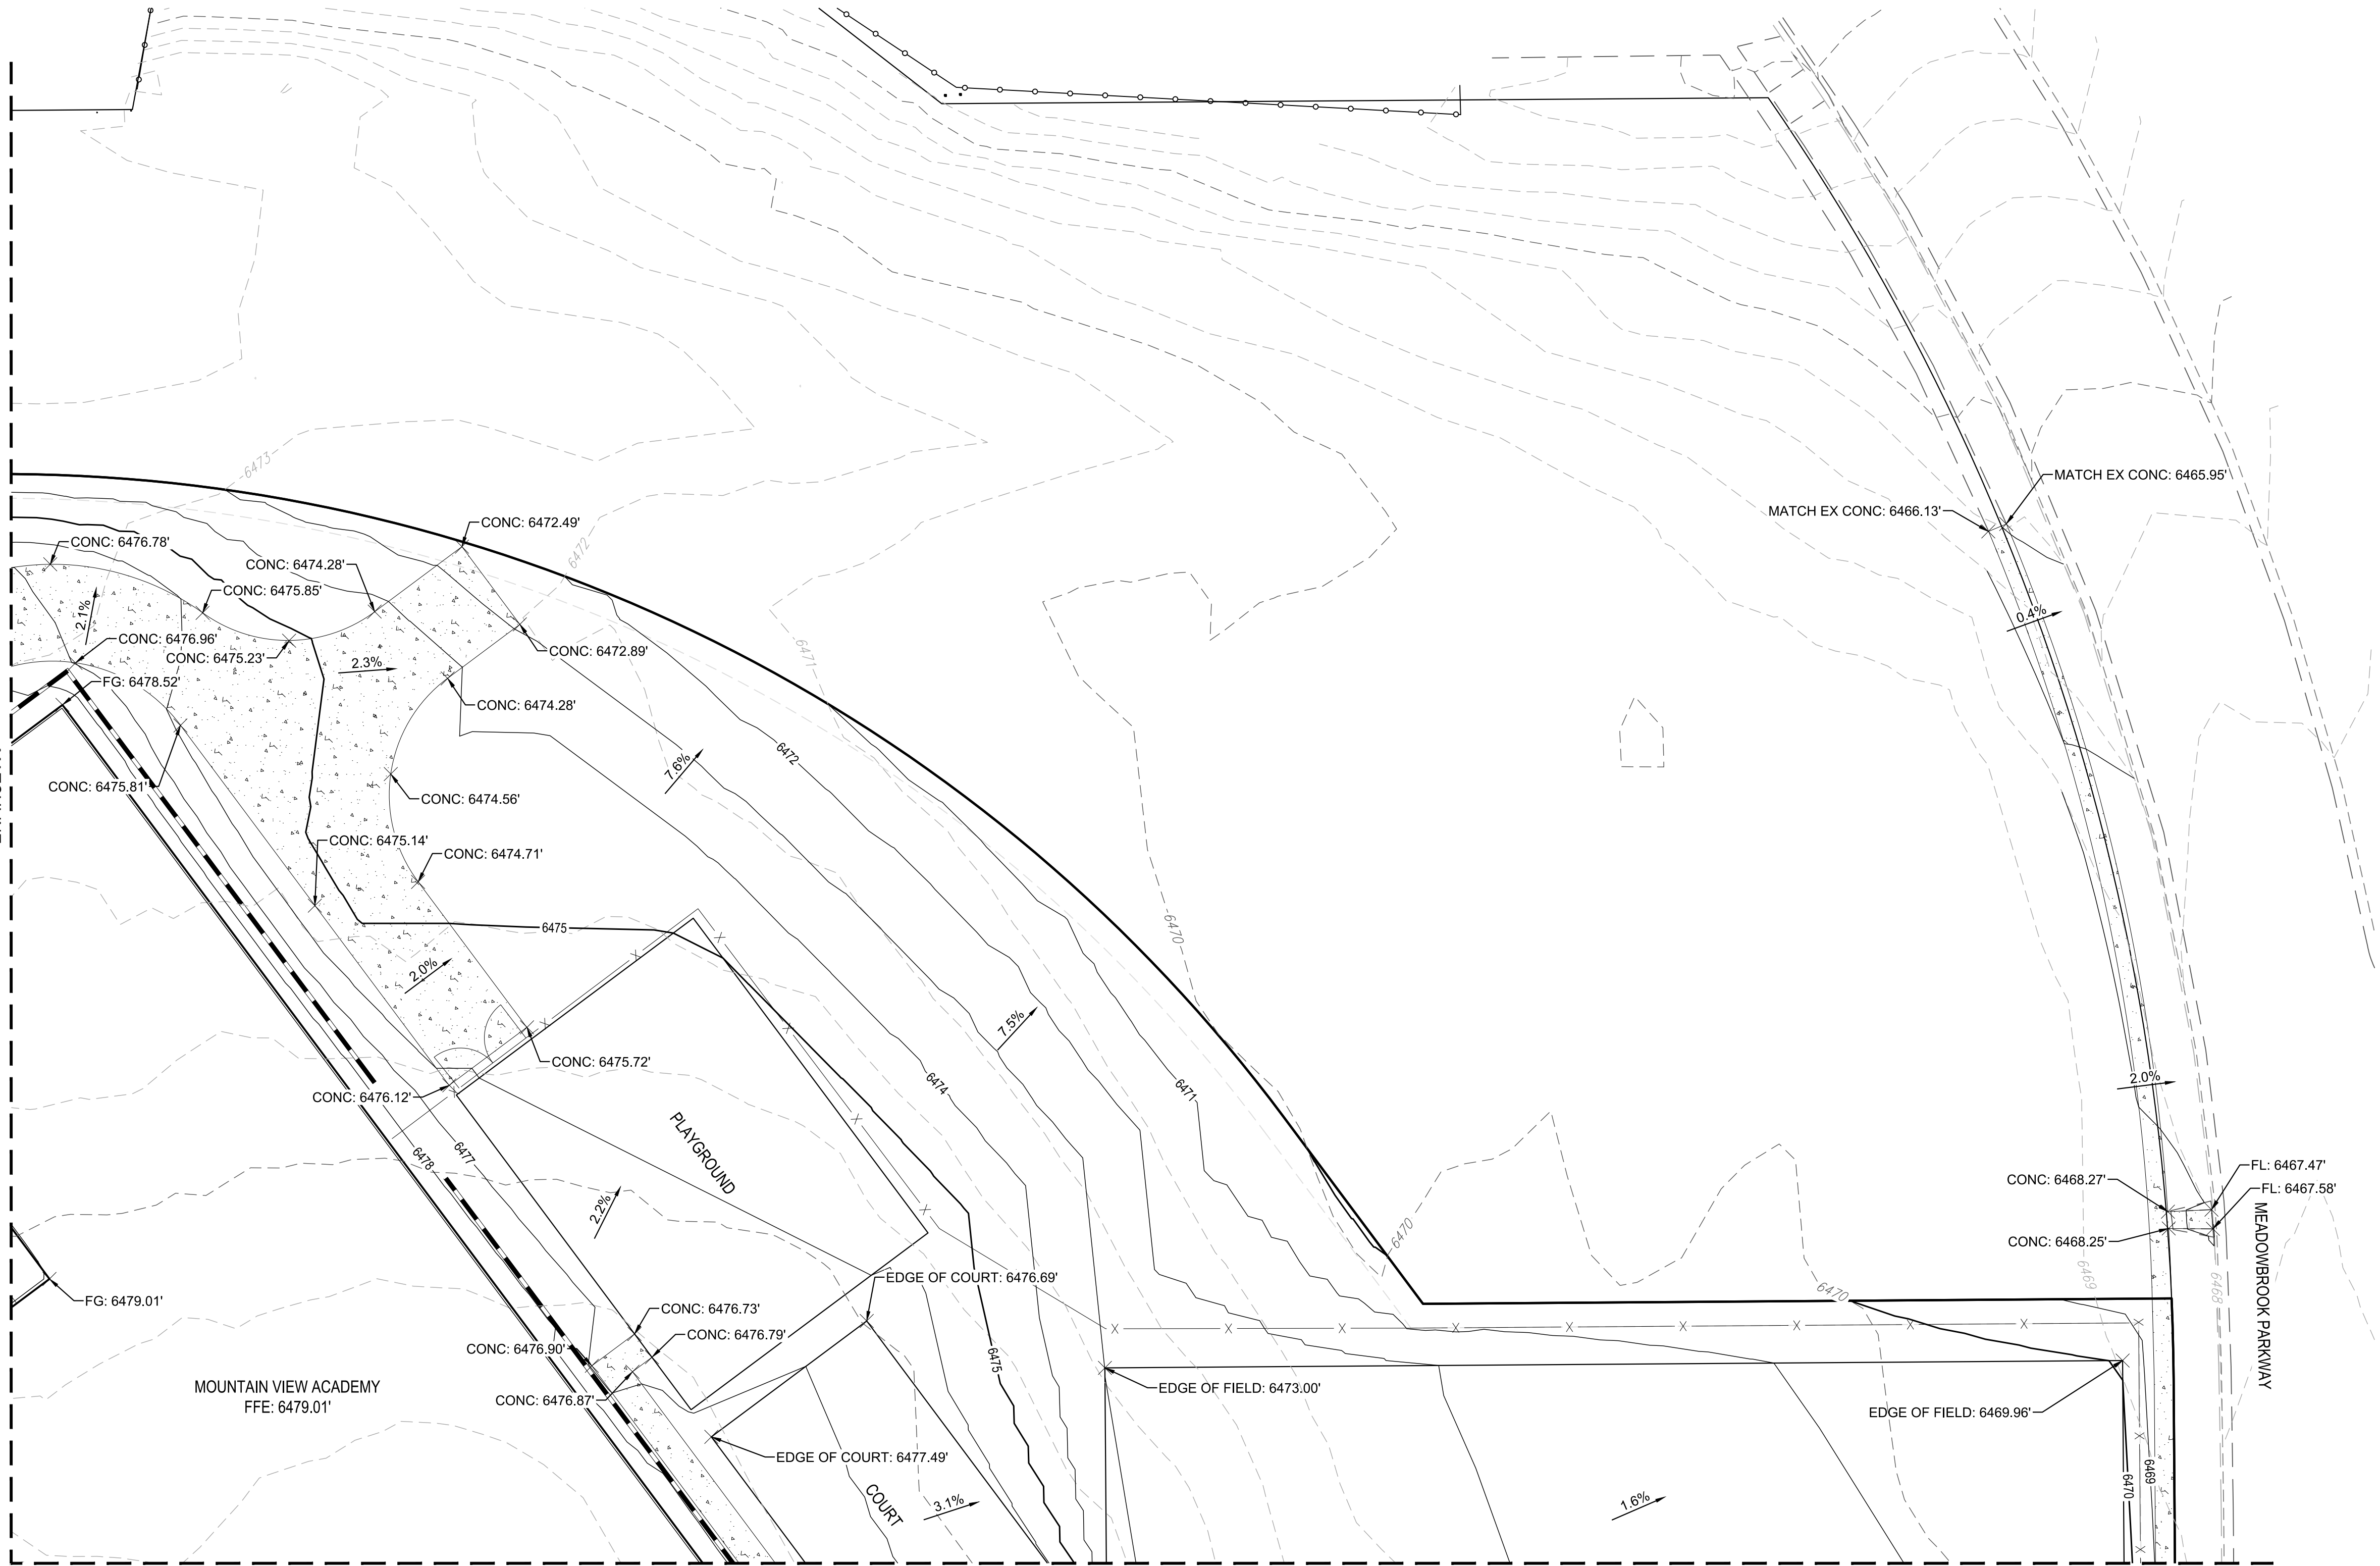 6473
CONC: 6472.49'
MATCH EX CONC: 6465.95'
MATCH EX CONC: 6466.13'
CONC: 6476.78'
6472
CONC: 6474.28'
CONC: 6475.85'
2.1%
0.4%
CONC: 6476.96'
CONC: 6475.23'
2.3%
CONC: 6472.89'
6471
FG: 6478.52'
CONC: 6474.28'
6472
7.6%
CONC: 6475.81'
CONC: 6474.56'
CONC: 6475.14'
CONC: 6474.71'
6475
6470
2.0%
7.5%
CONC: 6475.72'
6474
6471
2.0%
CONC: 6476.12'
PLAYGROUND
6478
6477
FL: 6467.47'
CONC: 6468.27'
FL: 6467.58'
2.2%
6470
CONC: 6468.25'
MEADOWBROOK PARKWAY
EDGE OF COURT: 6476.69'
6469
6468
6470
FG: 6479.01'
CONC: 6476.73'
CONC: 6476.79'
CONC: 6476.90'
6475
MOUNTAIN VIEW ACADEMY
FFE: 6479.01'
EDGE OF FIELD: 6473.00'
CONC: 6476.87'
EDGE OF FIELD: 6469.96'
EDGE OF COURT: 6477.49'
6469
6470
COURT
3.1%
1.6%